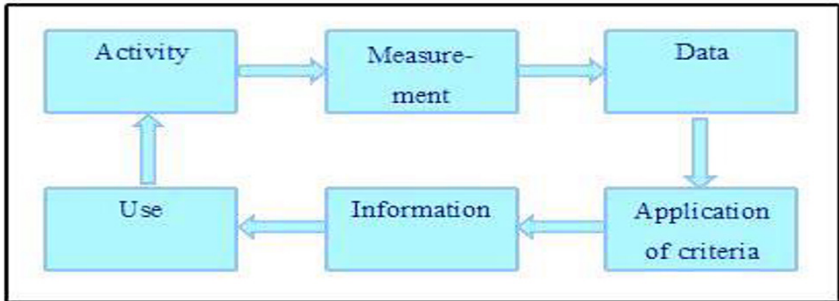 Activity
Measure-
ment
Data
Use
Information
Application
of criteria